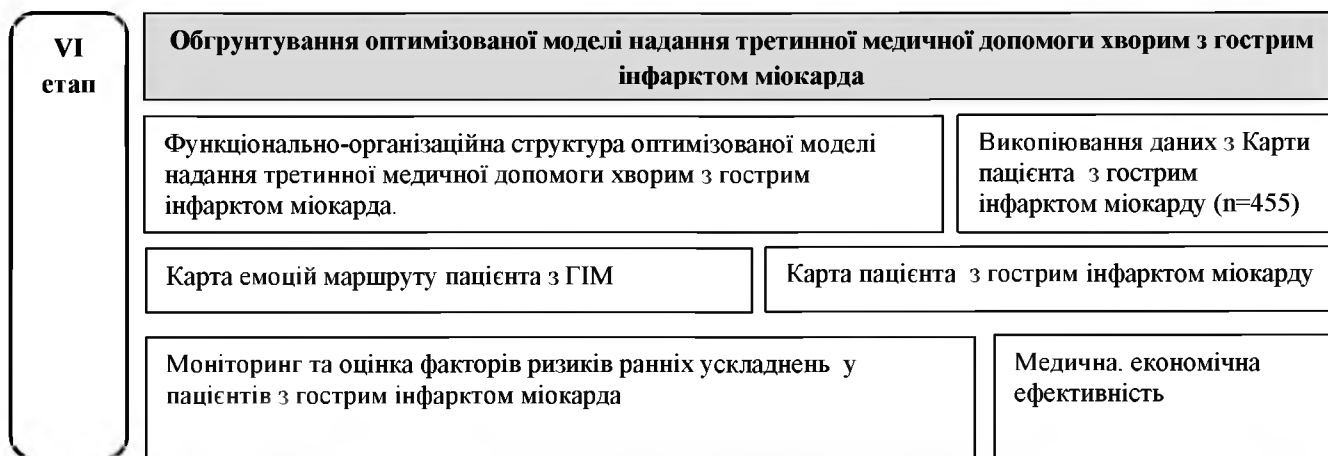 VI
етап
Обгрунтування оптимізованої моделі надання третинної медичної допомоги хворим з гострим
інфарктом міокарда
Функціонально-організаційна структура оптимізованої моделі
надання третинної медичної допомоги хворим з гострим
інфарктом міокарда.
Викопіювання даних з Карти
пацієнта з гострим
інфарктом міокарду (n=455)
Карта емоцій маршруту пацієнта з ГІМ
Карта пацієнта з гострим інфарктом міокарду
Моніторинг та оцінка факторів ризиків ранніх ускладнень у
пацієнтів з гострим інфарктом міокарда
Медична. економічна
ефективність